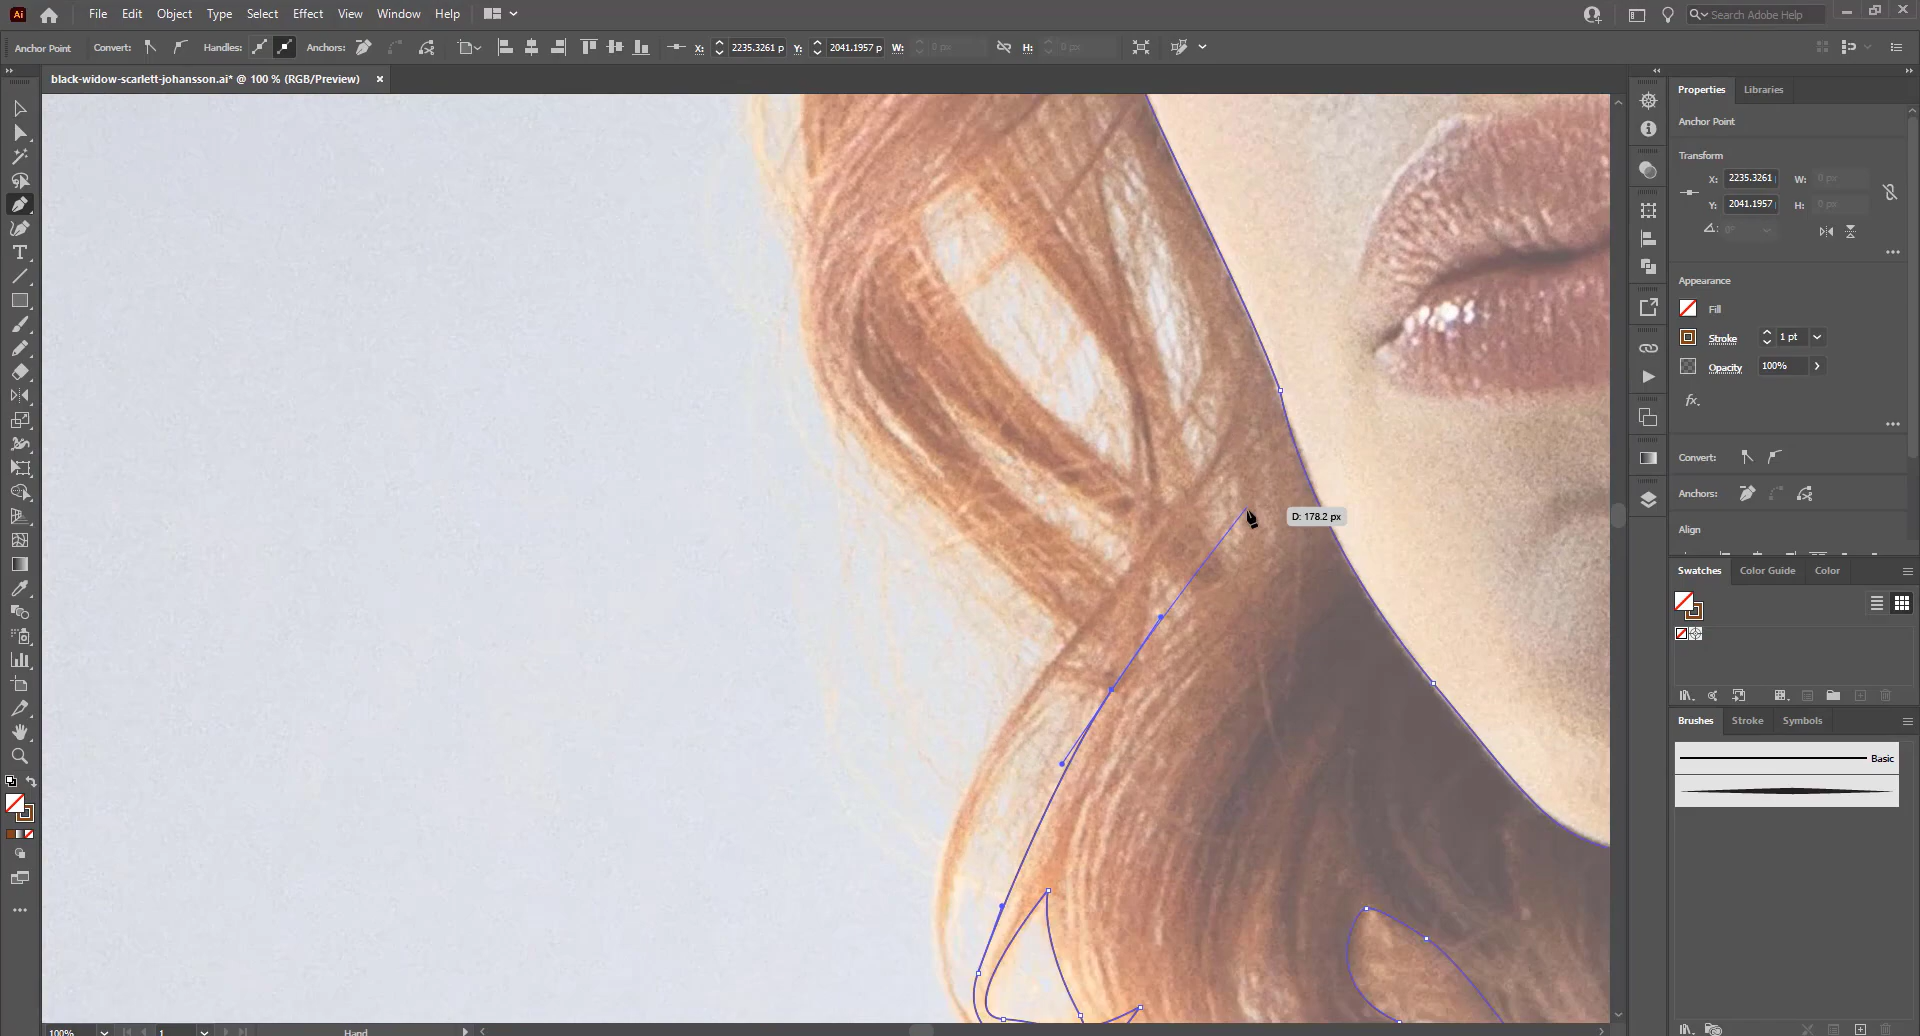 Ai
File Edit Object Type Select Effect View Window Help
Search Adobe Help
Anchor Point Convert: Handles: Anchors: X: 2235.3261 p Y: 2041.1957 p W: 0 px H: 0 px
black-widow-scarlett-johansson.ai* @ 100 % (RGB/Preview) ×
Properties Libraries
Anchor Point
Transform
X: 2235.3261 W: 0 px
Y: 2041.1957 H: 0 px
0°
Appearance
Fill
Stroke 1 pt
Opacity 100%
fx.
Convert:
Anchors:
Align
D: 178.2 px
Swatches Color Guide Color
Brushes Stroke Symbols
Basic
100% 1 Hand